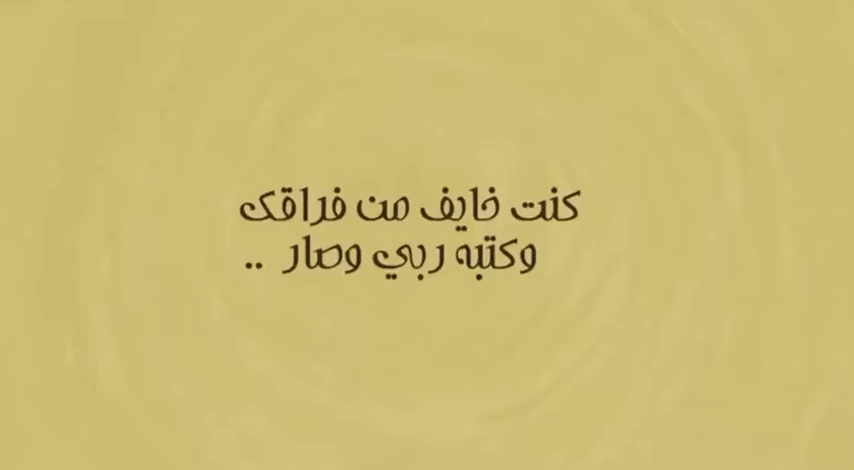 كنت خايف من فراقك
وكتبه ربي وصار ..